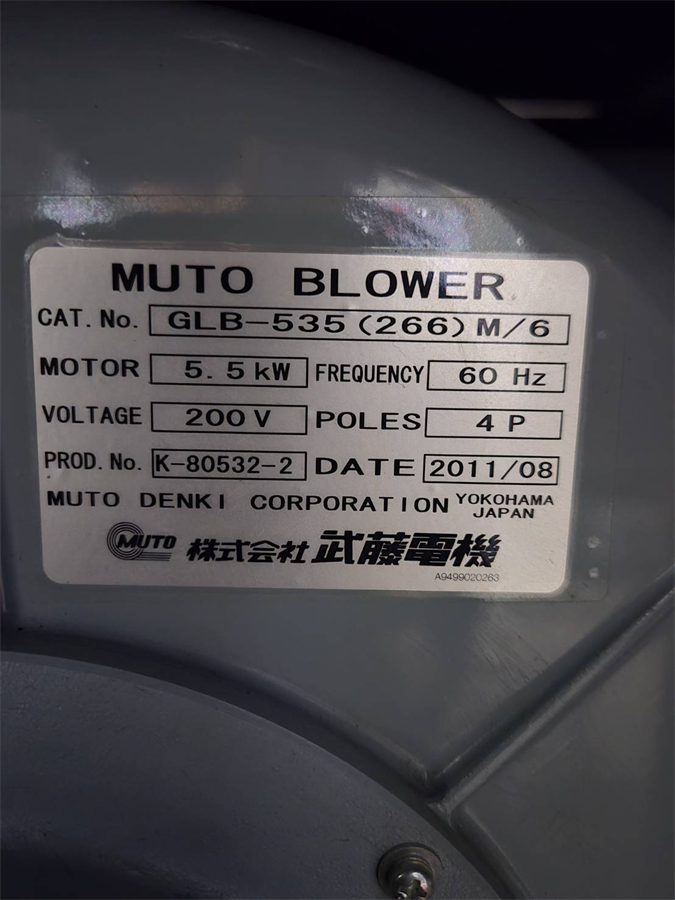 MUTO BLOWER
CAT.No. GLB-535(266)M/6
MOTOR 5.5kW FREQUENCY 60 Hz
VOLTAGE 200V POLES 4 P
PROD.No. K-80532-2 DATE 2011/08
MUTO DENKI CORPORATION YOKOHAMA JAPAN
MUTO 株式会社 武藤電機
A9499020263